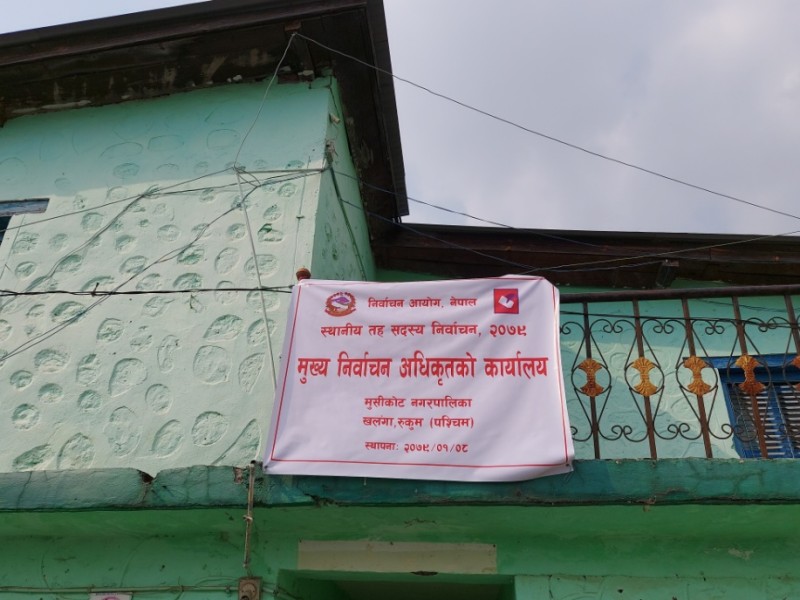 निर्वाचन आयोग, नेपाल
स्थानीय तह सदस्य निर्वाचन, २०७९
मुख्य निर्वाचन अधिकृतको कार्यालय
मुसीकोट नगरपालिका
खलंगा,रुकुम (पश्चिम)
स्थापनाः २०७९/०१/०८